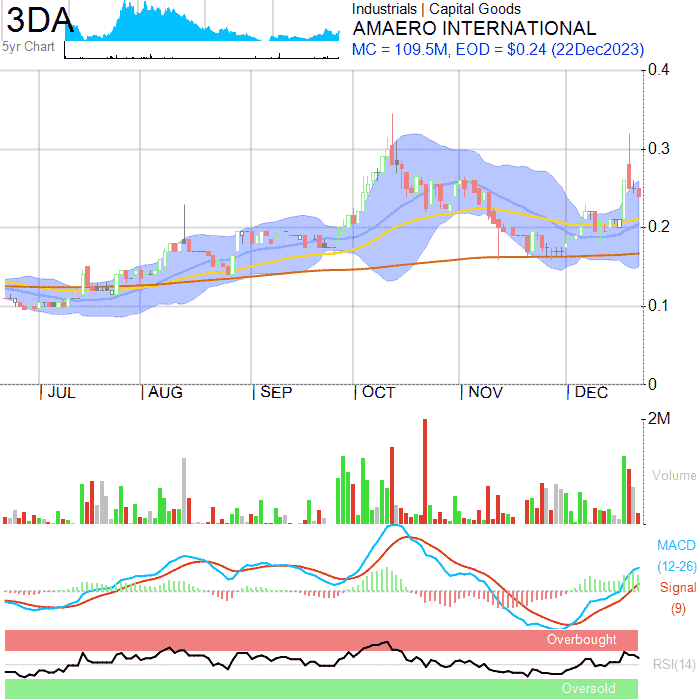 3DA
5yr Chart
Industrials | Capital Goods
AMAERO INTERNATIONAL
MC = 109.5M, EOD = $0.24 (22Dec2023)
0.4
0.3
0.2
0.1
0
JUL AUG SEP OCT NOV DEC
2M
Volume
MACD
(12-26)
Signal
(9)
Overbought
RSI(14)
Oversold